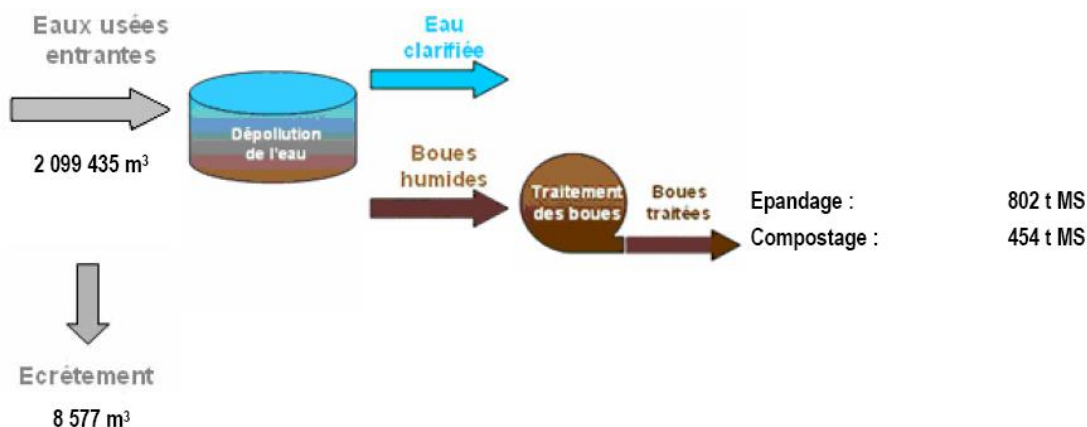 Eaux usées
entrantes
2 099 435 m³
Eau
clarifiée
Dépollution
de l'eau
Boues
humides
Traitement
des boues
Boues
traitées
Epandage : 802 t MS
Compostage : 454 t MS
Ecrêtement
8 577 m³